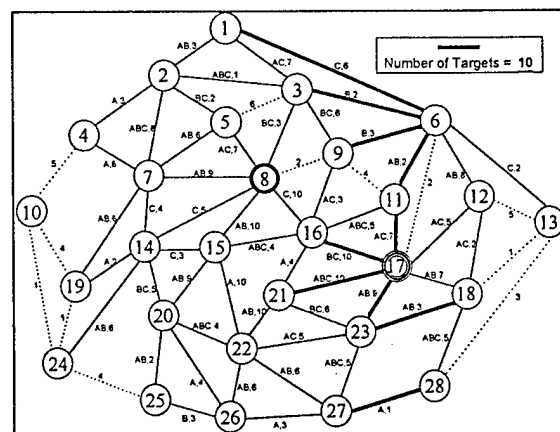 1
AB,3
AC,7
C,6
Number of Targets = 10
2
ABC,1
3
B,2
BC,2
6
A,3
5
BC,6
6
4
ABC,8
AB,6
BC,3
B,3
AC,7
9
AB,2
AB,8
C,2
A,6
5
7
AB,9
8
2
4
2
12
10
C,4
C,5
C,10
AC,3
11
AC,5
5
13
AB,6
AB,10
ABC,5
AC,7
AC,2
1
4
14
C,3
15
ABC,4
16
BC,10
17
3
19
A,2
AB,9
A,10
A,4
ABC,10
AB,7
1
1
BC,5
21
AB,9
AB,3
18
AB,6
20
ABC,4
AB,10
BC,6
23
24
AB,2
22
AC,5
ABC,5
ABC,5
4
A,4
AB,6
AB,6
28
25
B,3
26
A,3
27
A,1